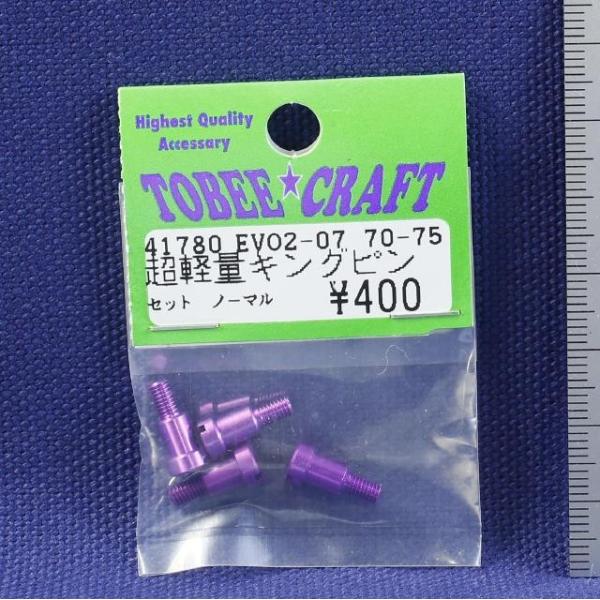 Highest Quality
Accessary
TOBEE★CRAFT
41780 EVO2-07 70-75
超軽量キングピン
セット ノーマル ¥400